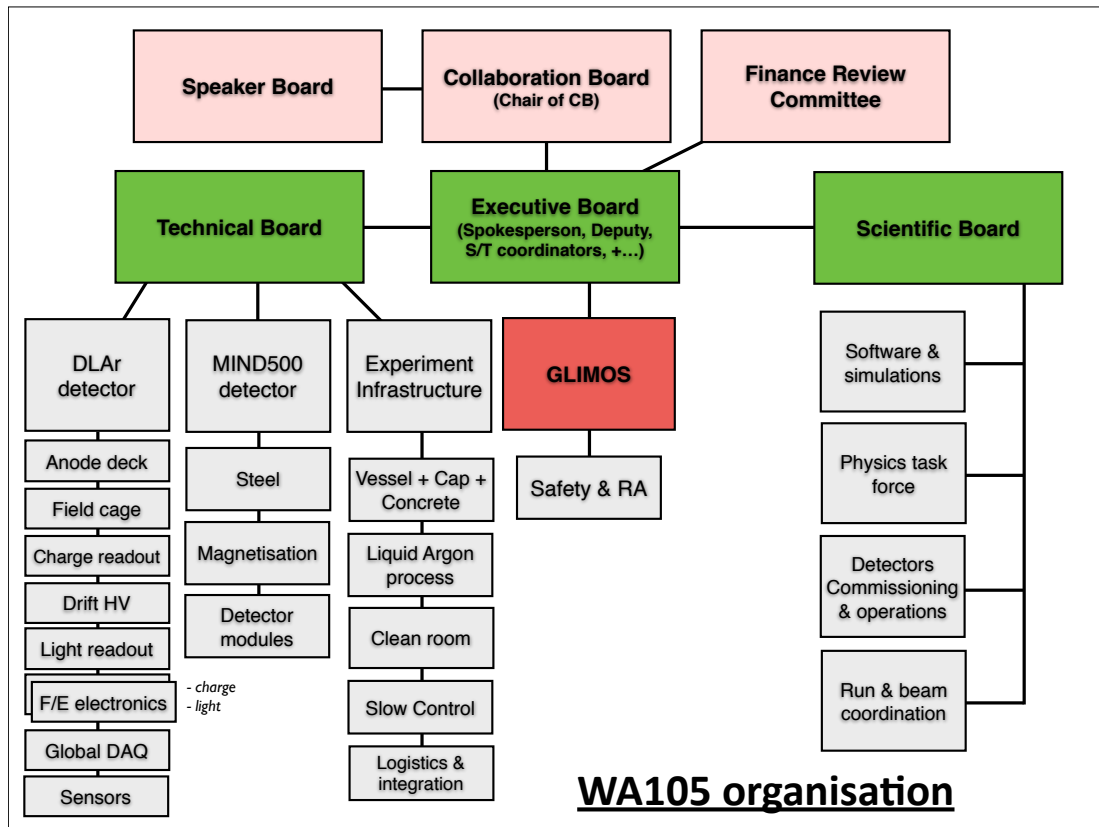 Speaker Board
Collaboration Board
(Chair of CB)
Finance Review
Committee
Technical Board
Executive Board
(Spokesperson, Deputy,
S/T coordinators, +...)
Scientific Board
DLAr
detector
MIND500
detector
Experiment
Infrastructure
GLIMOS
Software &
simulations
Anode deck
Field cage
Charge readout
Drift HV
Light readout
F/E electronics
- charge
- light
Global DAQ
Sensors
Steel
Magnetisation
Detector
modules
Vessel + Cap +
Concrete
Liquid Argon
process
Clean room
Slow Control
Logistics &
integration
Safety & RA
Physics task
force
Detectors
Commissioning
& operations
Run & beam
coordination
WA105 organisation